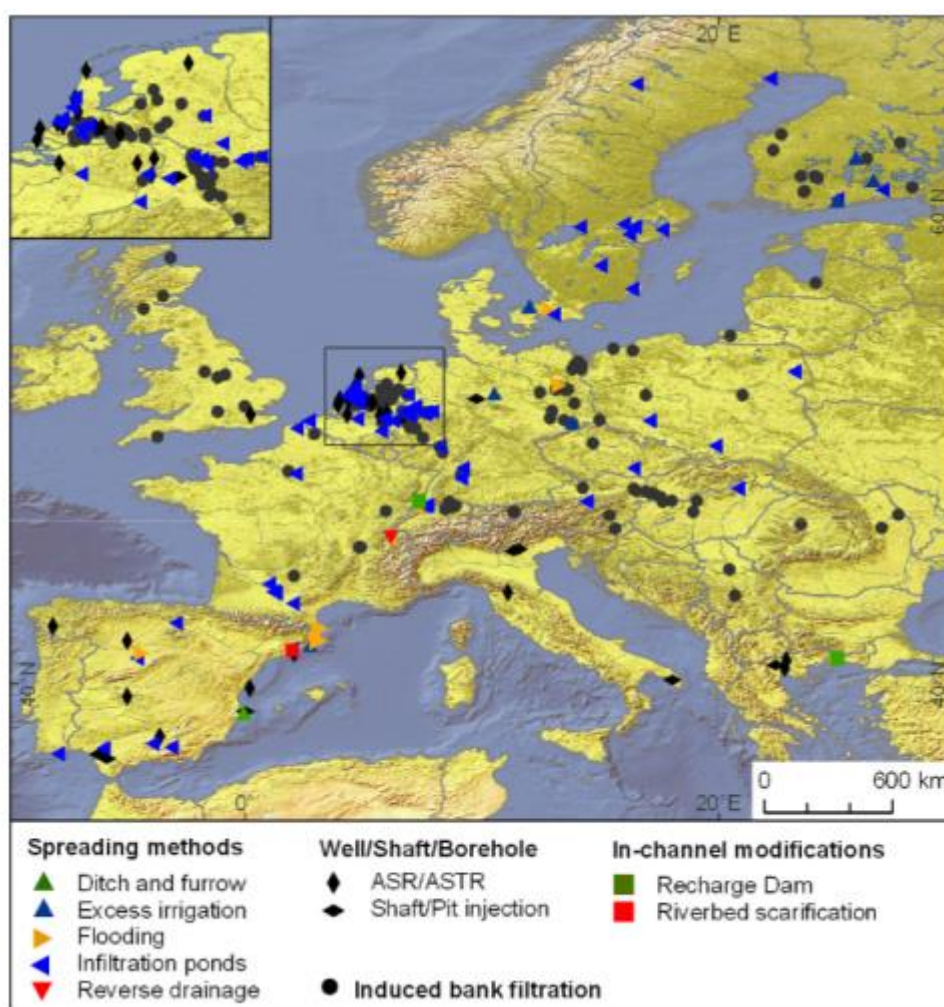 20°E
60°N
40°N
40°N
0°
20°E
0 600 km
Spreading methods
Ditch and furrow
Excess irrigation
Flooding
Infiltration ponds
Reverse drainage
Well/Shaft/Borehole
ASR/ASTR
Shaft/Pit injection
Induced bank filtration
In-channel modifications
Recharge Dam
Riverbed scarification